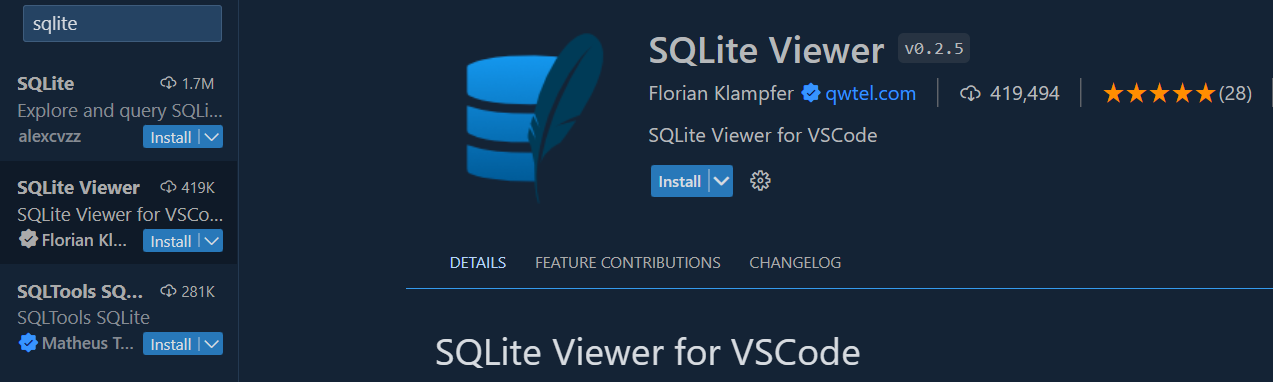 sqlite
SQLite 1.7M
Explore and query SQLi...
alexcvzz Install
SQLite Viewer 419K
SQLite Viewer for VSCo...
Florian Kl... Install
SQLTools SQ... 281K
SQLTools SQLite
Matheus T... Install
SQLite Viewer v0.2.5
Florian Klampfer qwtel.com 419,494 (28)
SQLite Viewer for VSCode
Install
DETAILS FEATURE CONTRIBUTIONS CHANGELOG
SQLite Viewer for VSCode